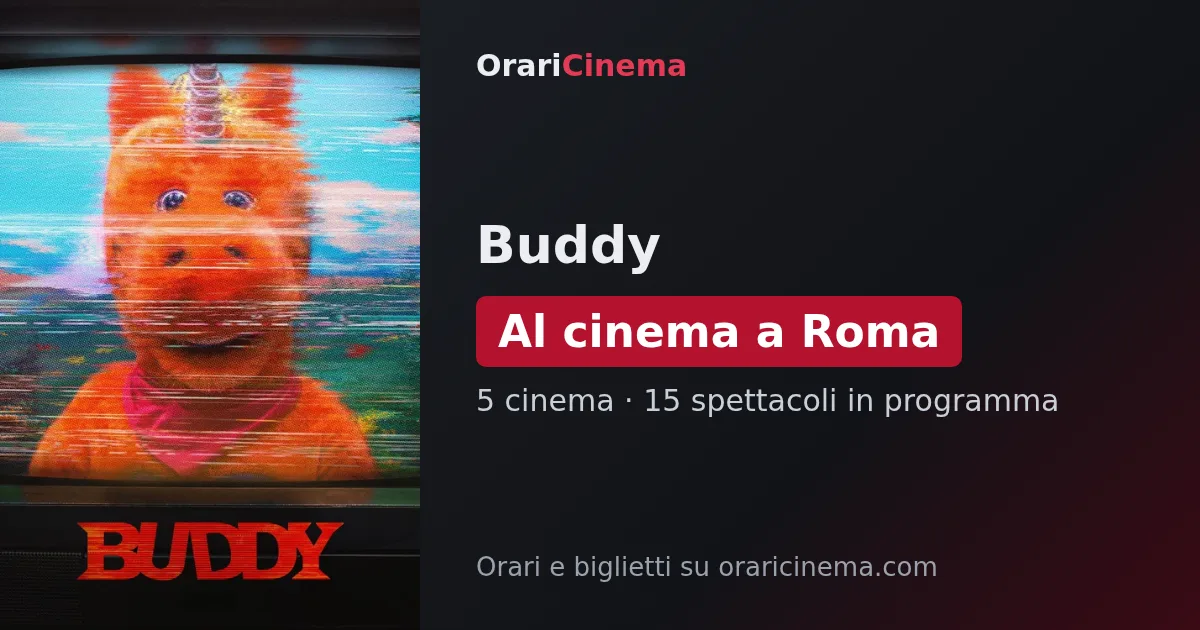 BUDDY
OrariCinema
Buddy
Al cinema a Roma
5 cinema · 15 spettacoli in programma
Orari e biglietti su oraricinema.com